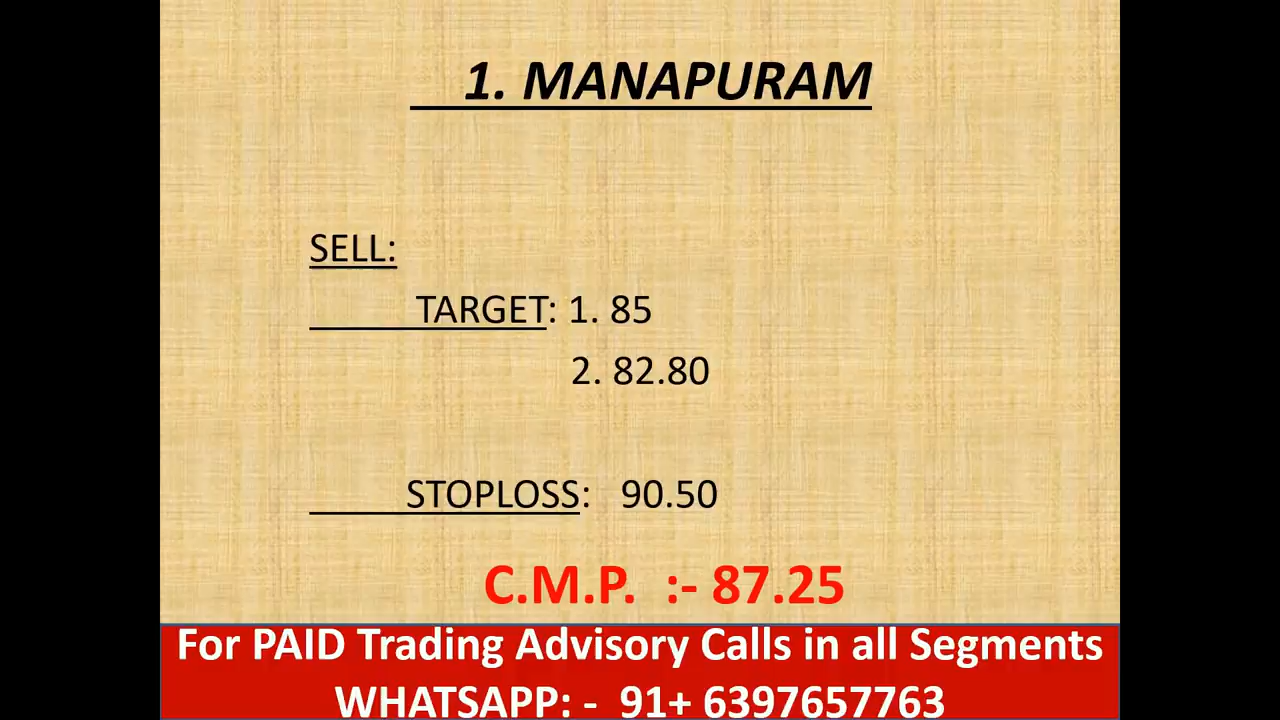 1. MANAPURAM
SELL:
TARGET: 1. 85
2. 82.80
STOPLOSS: 90.50
C.M.P. :- 87.25
For PAID Trading Advisory Calls in all Segments
WHATSAPP: - 91+ 6397657763